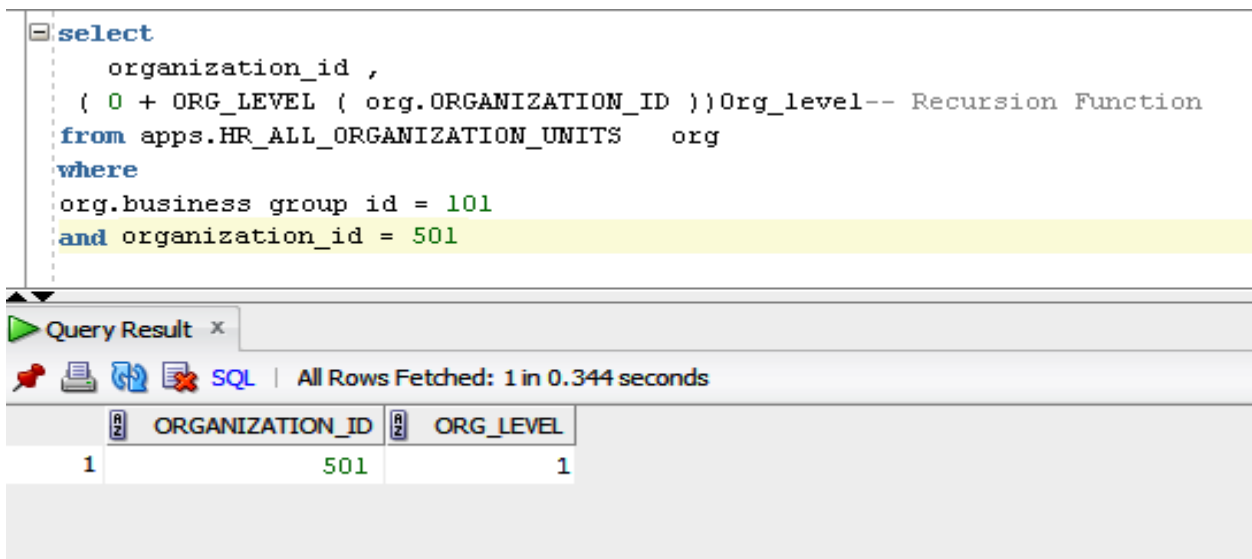 select
organization_id ,
( 0 + ORG_LEVEL ( org.ORGANIZATION_ID ))Org_level-- Recursion Function
from apps.HR_ALL_ORGANIZATION_UNITS org
where
org.business group id = 101
and organization_id = 501
Query Result x
SQL | All Rows Fetched: 1 in 0.344 seconds
ORGANIZATION_ID ORG_LEVEL
1 501 1